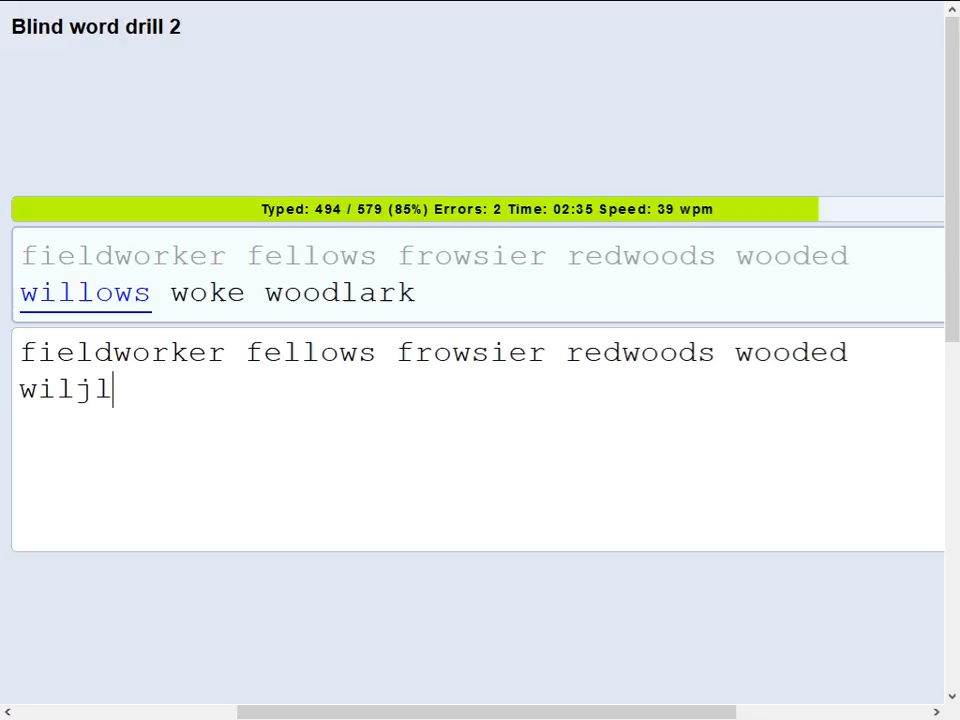 Blind word drill 2
Typed: 494 / 579 (85%) Errors: 2 Time: 02:35 Speed: 39 wpm
fieldworker fellows frowsier redwoods wooded
willows woke woodlark
fieldworker fellows frowsier redwoods wooded
wiljl